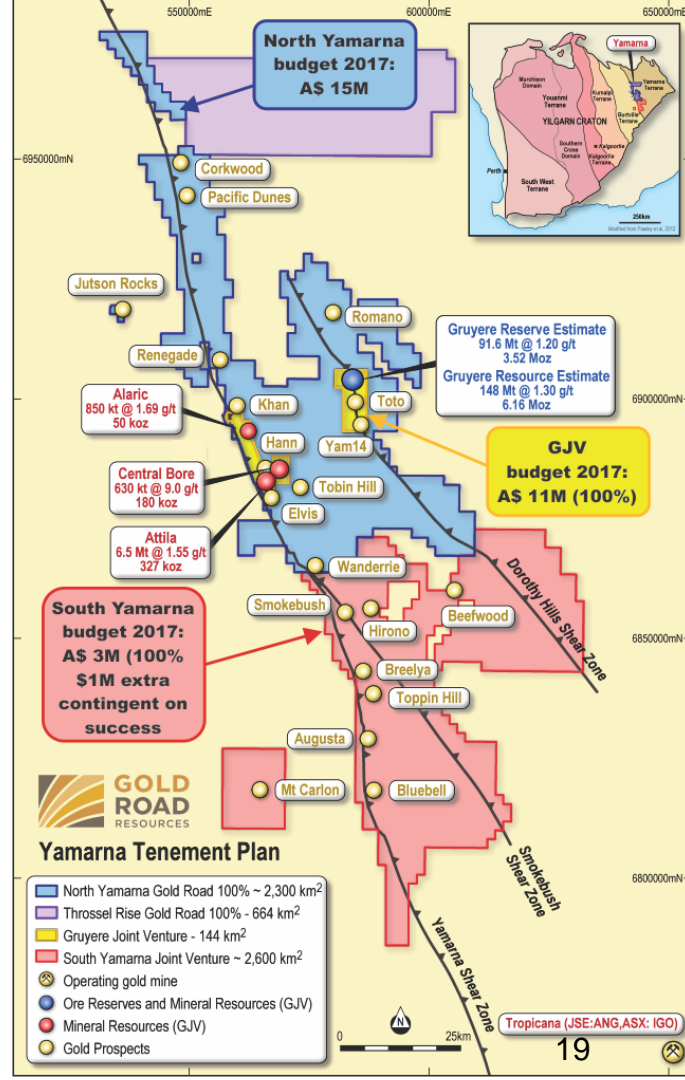 550000mE
600000mE
650000mE
6950000mN
North Yamarna
budget 2017:
A$ 15M
Yamarna
Murchison
Domain
Youanmi
Terrane
YILGARN CRATON
Southern
Cross
Domain
Kurnalpi
Terrane
Yamarna
Terrane
Burtville
Terrane
Kalgoorlie
Kalgoorlie
Terrane
Perth
South West
Terrane
250km
Modified from Pawley et al, 2012
Corkwood
Pacific Dunes
Jutson Rocks
Romano
Renegade
Gruyere Reserve Estimate
91.6 Mt @ 1.20 g/t
3.52 Moz
Gruyere Resource Estimate
148 Mt @ 1.30 g/t
6.16 Moz
Alaric
850 kt @ 1.69 g/t
50 koz
Khan
Toto
6900000mN
Hann
Yam14
GJV
budget 2017:
A$ 11M (100%)
Central Bore
630 kt @ 9.0 g/t
180 koz
Tobin Hill
Elvis
Attila
6.5 Mt @ 1.55 g/t
327 koz
Wanderrie
Dorothy Hills Shear Zone
South Yamarna
budget 2017:
A$ 3M (100%
$1M extra
contingent on
success
Smokebush
Hirono
Beefwood
6850000mN
Breelya
Toppin Hill
Augusta
Mt Carlon
Bluebell
GOLD
ROAD
RESOURCES
Yamarna Tenement Plan
Smokebush
Shear Zone
6800000mN
North Yamarna Gold Road 100% ~ 2,300 km²
Throssel Rise Gold Road 100% - 664 km²
Gruyere Joint Venture - 144 km²
South Yamarna Joint Venture ~ 2,600 km²
Operating gold mine
Ore Reserves and Mineral Resources (GJV)
Mineral Resources (GJV)
Gold Prospects
Yamarna Shear Zone
N
0
25km
Tropicana (JSE:ANG,ASX: IGO)
19